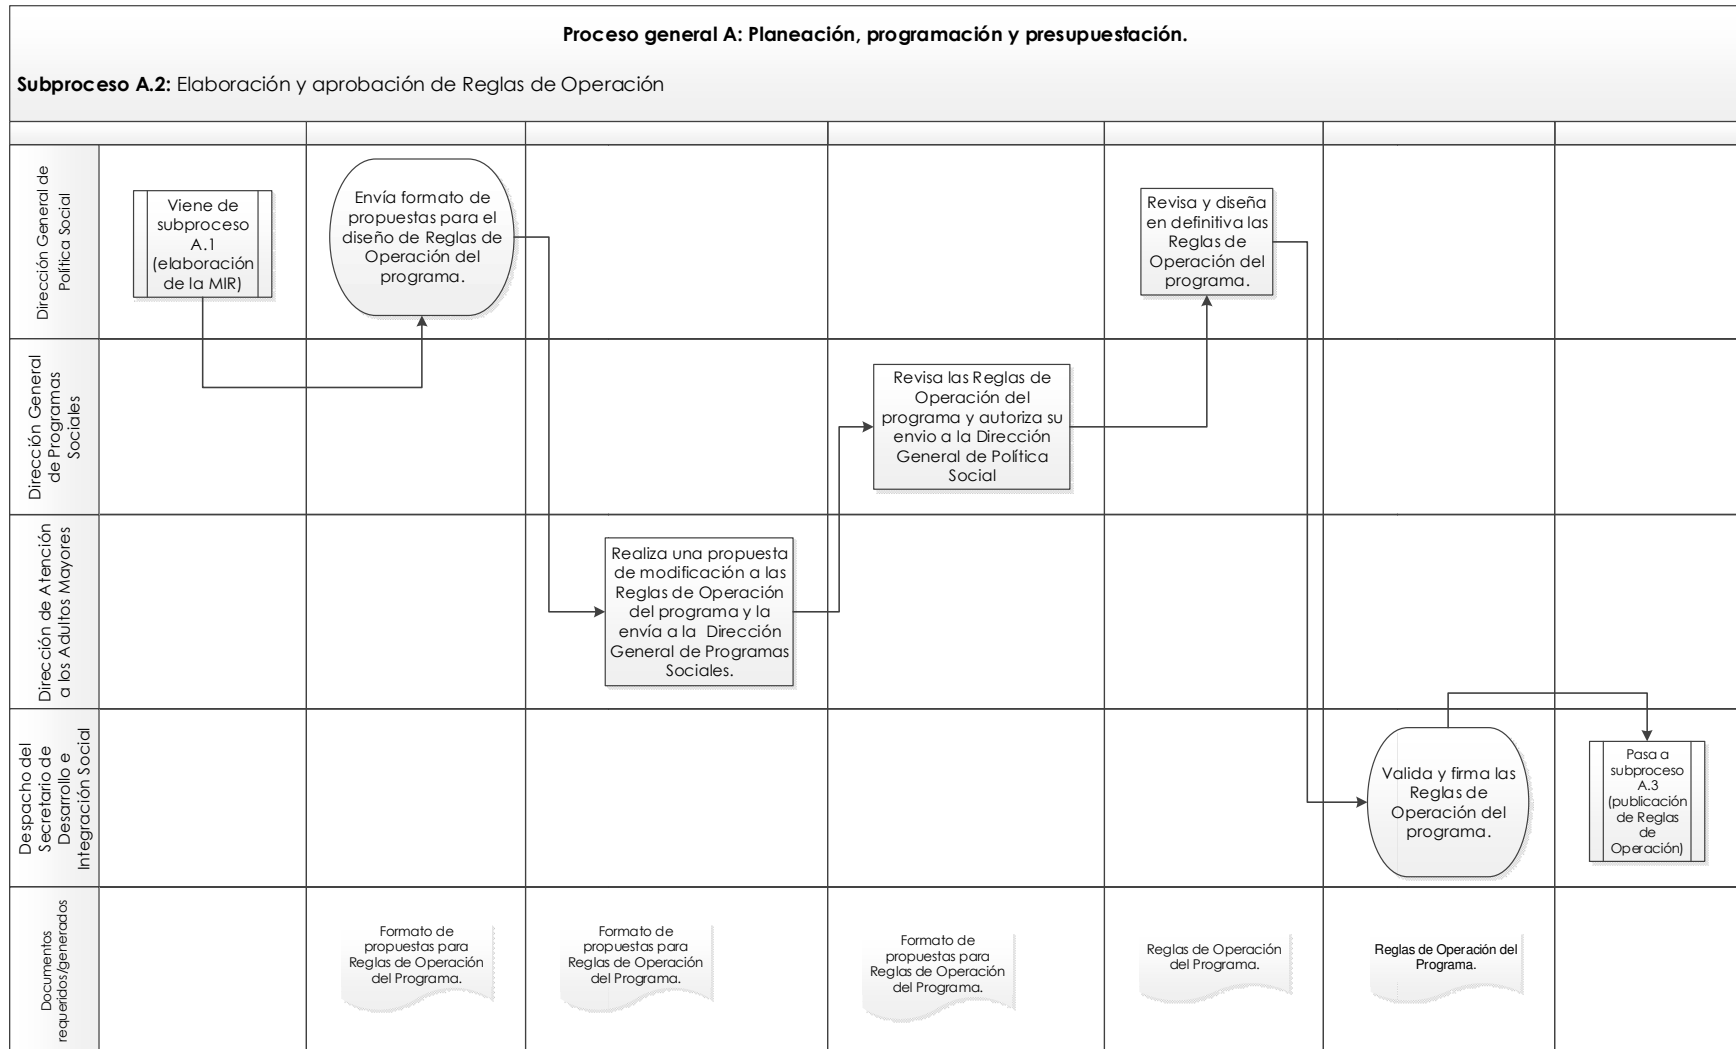 Proceso general A: Planeación, programación y presupuestación.
Subproceso A.2: Elaboración y aprobación de Reglas de Operación
Dirección General de
Política Social
Viene de
subproceso
A.1
(elaboración
de la MIR)
Envía formato de
propuestas para el
diseño de Reglas de
Operación del
programa.
Revisa y diseña
en definitiva las
Reglas de
Operación del
programa.
Dirección General
de Programas
Sociales
Revisa las Reglas de
Operación del
programa y autoriza su
envio a la Dirección
General de Política
Social
Dirección de Atención
a los Adultos Mayores
Realiza una propuesta
de modificación a las
Reglas de Operación
del programa y la
envía a la Dirección
General de Programas
Sociales.
Despacho del
Secretario de
Desarrollo e
Integración Social
Valida y firma las
Reglas de
Operación del
programa.
Pasa a
subproceso
A.3
(publicación
de Reglas
de
Operación)
Documentos
requeridos/generados
Formato de
propuestas para
Reglas de Operación
del Programa.
Formato de
propuestas para
Reglas de Operación
del Programa.
Formato de
propuestas para
Reglas de Operación
del Programa.
Reglas de Operación
del Programa.
Reglas de Operación del
Programa.